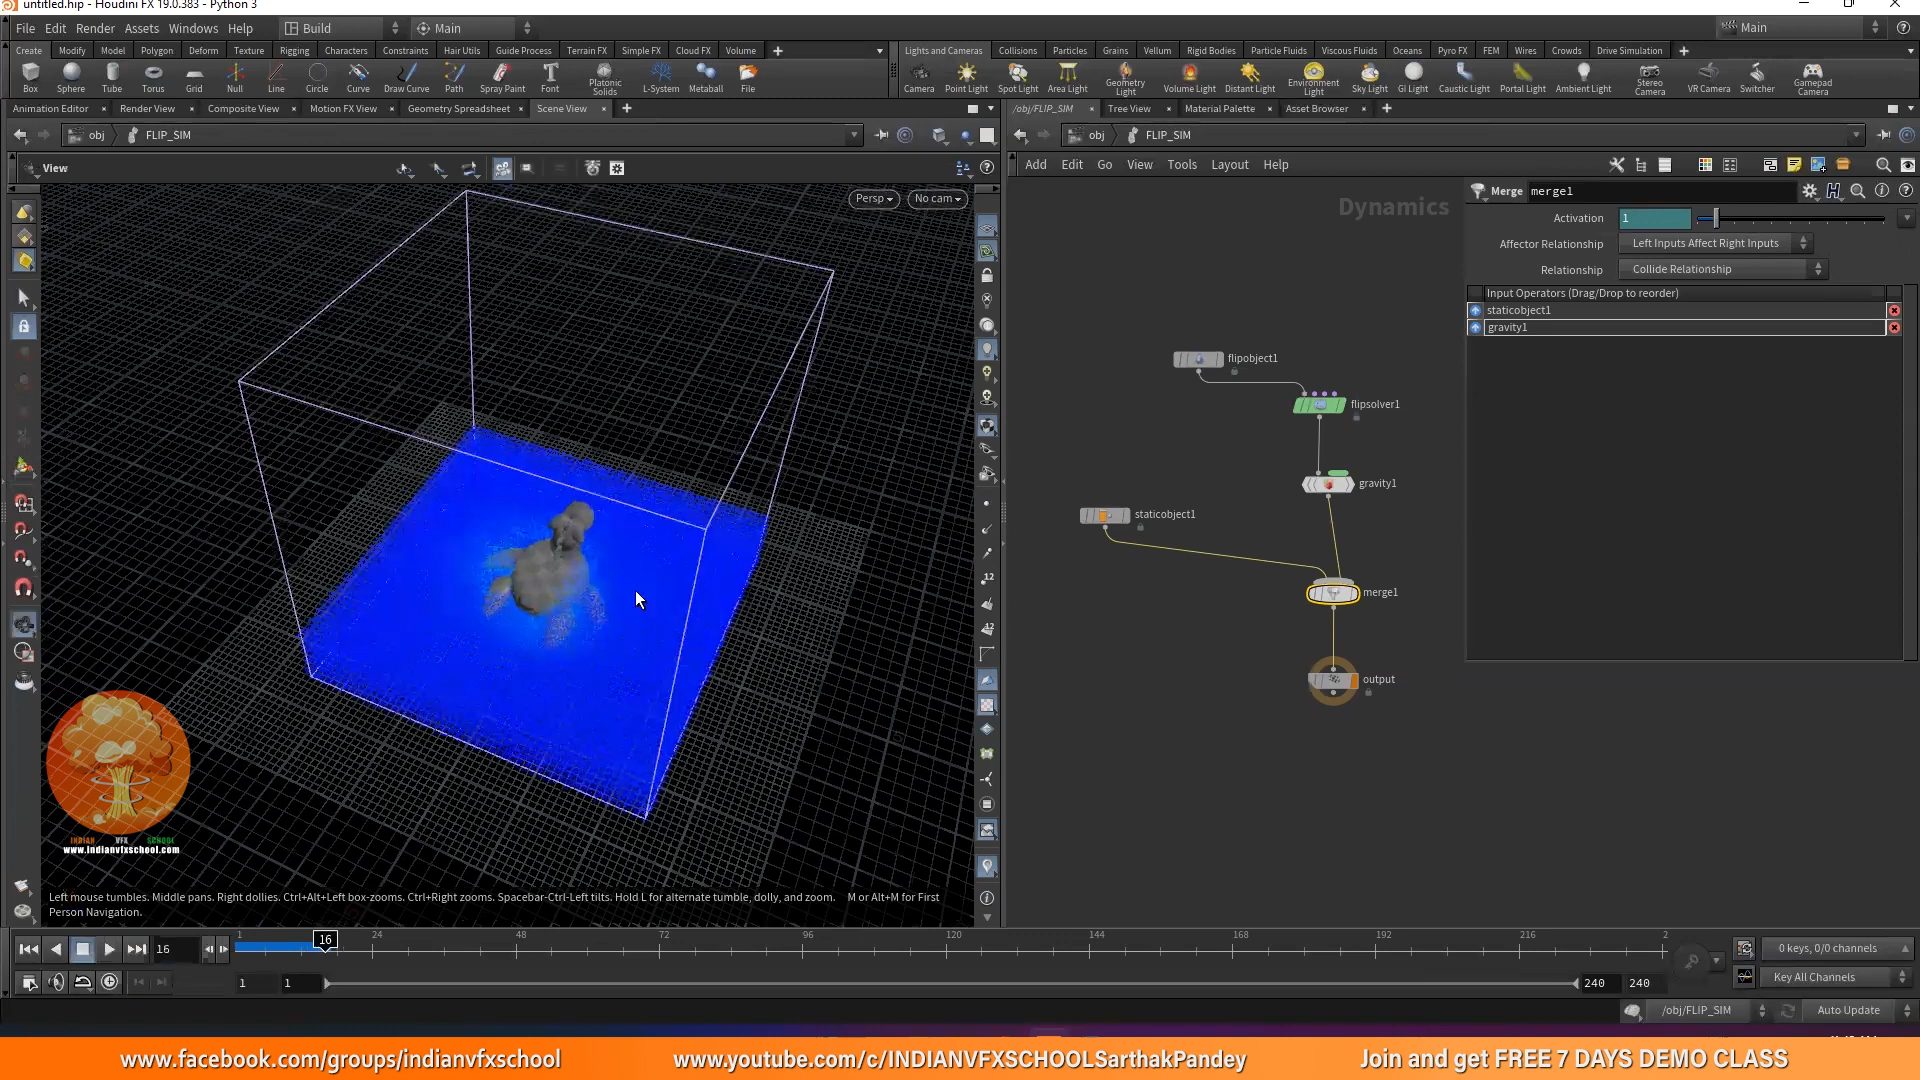 untitled.hip - Houdini FX 19.0.383 - Python 3
File Edit Render Assets Windows Help Build Main Main
Create Modify Model Polygon Deform Texture Rigging Characters Constraints Hair Utils Guide Process Terrain FX Simple FX Cloud FX Volume
Lights and Cameras Collisions Particles Grains Vellum Rigid Bodies Particle Fluids Viscous Fluids Oceans Pyro FX FEM Wires Crowds Drive Simulation
Box Sphere Tube Torus Grid Null Line Circle Curve Draw Curve Path Spray Paint Font Platonic Solids L-System Metaball File
Camera Point Light Spot Light Area Light Geometry Light Volume Light Distant Light Environment Light Sky Light GI Light Caustic Light Portal Light Ambient Light Stereo Camera VR Camera Switcher Gamepad Camera
Animation Editor Render View Composite View Motion FX View Geometry Spreadsheet Scene View
/obj/FLIP_SIM Tree View Material Palette Asset Browser
obj FLIP_SIM
obj FLIP_SIM
View
Add Edit Go View Tools Layout Help
Persp No cam
Dynamics
Merge merge1
Activation 1
Affector Relationship Left Inputs Affect Right Inputs
Relationship Collide Relationship
Input Operators (Drag/Drop to reorder)
staticobject1
gravity1
flipobject1
flipsolver1
gravity1
staticobject1
merge1
output
12
12
INDIAN VFX SCHOOL
www.indianvfxschool.com
Left mouse tumbles. Middle pans. Right dollies. Ctrl+Alt+Left box-zooms. Ctrl+Right zooms. Spacebar-Ctrl-Left tilts. Hold L for alternate tumble, dolly, and zoom. M or Alt+M for First
Person Navigation.
16 1 16 24 48 72 96 120 144 168 192 216 2
0 keys, 0/0 channels
1 1 240 240
Key All Channels
/obj/FLIP_SIM Auto Update
www.facebook.com/groups/indianvfxschool www.youtube.com/c/INDIANVFXSCHOOLSarthakPandey Join and get FREE 7 DAYS DEMO CLASS